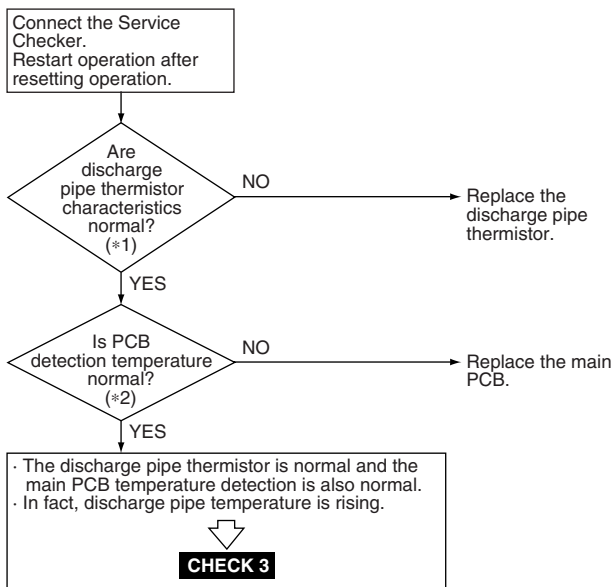 Connect the Service
Checker.
Restart operation after
resetting operation.
Are
discharge
pipe thermistor
characteristics
normal?
(*1)
NO
Replace the
discharge pipe
thermistor.
YES
Is PCB
detection temperature
normal?
(*2)
NO
Replace the main
PCB.
YES
· The discharge pipe thermistor is normal and the
main PCB temperature detection is also normal.
· In fact, discharge pipe temperature is rising.
CHECK 3